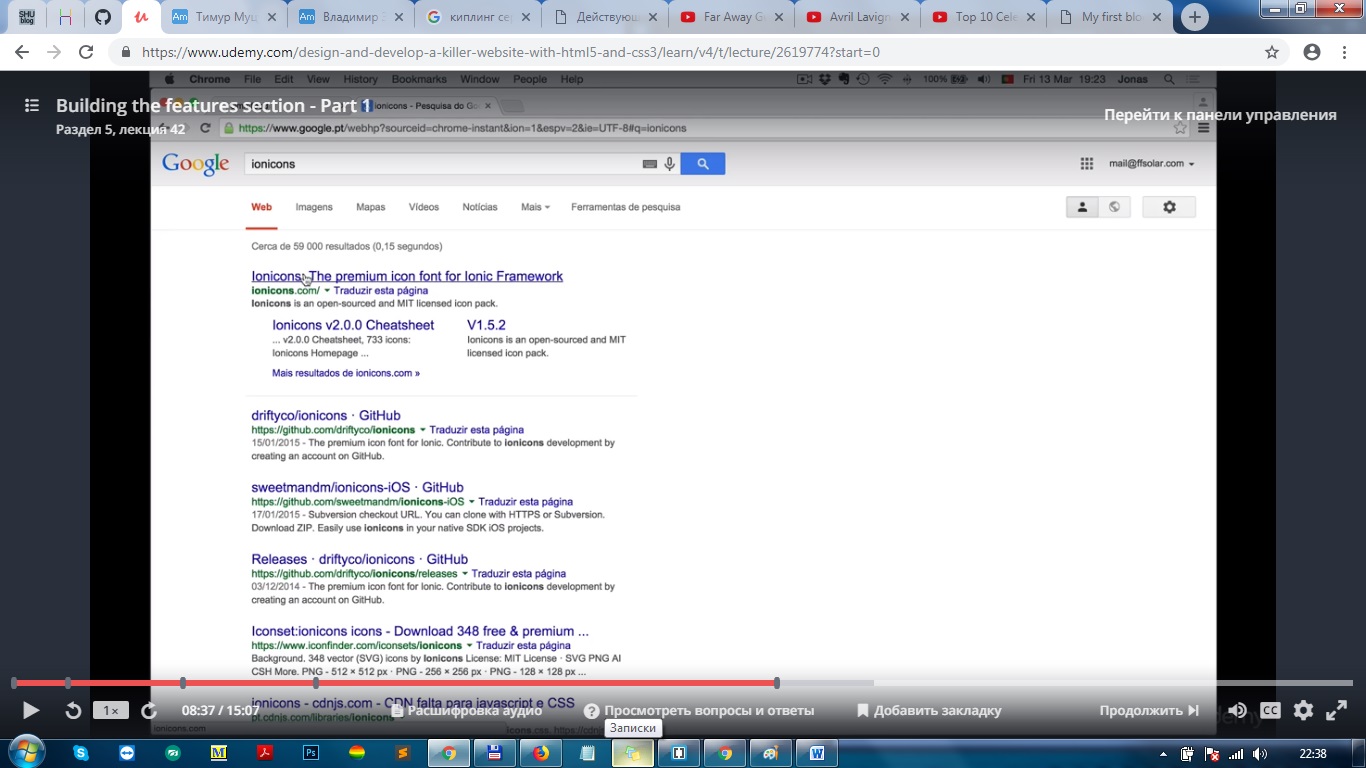 SHU
BLOG
Тимур Му
Владимир
киплинг се
Действующ
Far Away G
Avril Lavign
Top 10 Cele
My first blo
https://www.udemy.com/design-and-develop-a-killer-website-with-html5-and-css3/learn/v4/t/lecture/2619774?start=0
Chrome File Edit View History Bookmarks Window People Help
100% Fri 13 Mar 19:23 Jonas
Building the features section - Part 1
ionicons - Pesquisa do Go
Раздел 5, лекция 42
Перейти к панели управления
https://www.google.pt/webhp?sourceid=chrome-instant&ion=1&espv=2&ie=UTF-8#q=ionicons
Google ionicons mail@ffsolar.com
Web Imagens Mapas Vídeos Notícias Mais Ferramentas de pesquisa
Cerca de 59 000 resultados (0,15 segundos)
Ionicons: The premium icon font for Ionic Framework
ionicons.com/ Traduzir esta página
Ionicons is an open-sourced and MIT licensed icon pack.
Ionicons v2.0.0 Cheatsheet
... v2.0.0 Cheatsheet, 733 icons:
Ionicons Homepage ...
V1.5.2
Ionicons is an open-sourced and MIT
licensed icon pack.
Mais resultados de ionicons.com »
driftyco/ionicons · GitHub
https://github.com/driftyco/ionicons Traduzir esta página
15/01/2015 - The premium icon font for Ionic. Contribute to ionicons development by
creating an account on GitHub.
sweetmandm/ionicons-iOS · GitHub
https://github.com/sweetmandm/ionicons-iOS Traduzir esta página
17/01/2015 - Subversion checkout URL. You can clone with HTTPS or Subversion.
Download ZIP. Easily use ionicons in your native SDK iOS projects.
Releases · driftyco/ionicons · GitHub
https://github.com/driftyco/ionicons/releases Traduzir esta página
03/12/2014 - The premium icon font for Ionic. Contribute to ionicons development by
creating an account on GitHub.
Iconset:ionicons icons - Download 348 free & premium ...
https://www.iconfinder.com/iconsets/ionicons Traduzir esta página
Background. 348 vector (SVG) icons by Ionicons License: MIT License · SVG PNG AI
CSH More. PNG - 512 × 512 px · PNG - 256 × 256 px · PNG - 128 × 128 px ...
ionicons - cdnjs.com - CDN falta para javascript e CSS
1× 08:37 / 15:07 Расшифровка аудио Просмотреть вопросы и ответы Добавить закладку Продолжить CC
pt.cdnjs.com/libraries/ionicons
ionicons.com
Записки
22:38